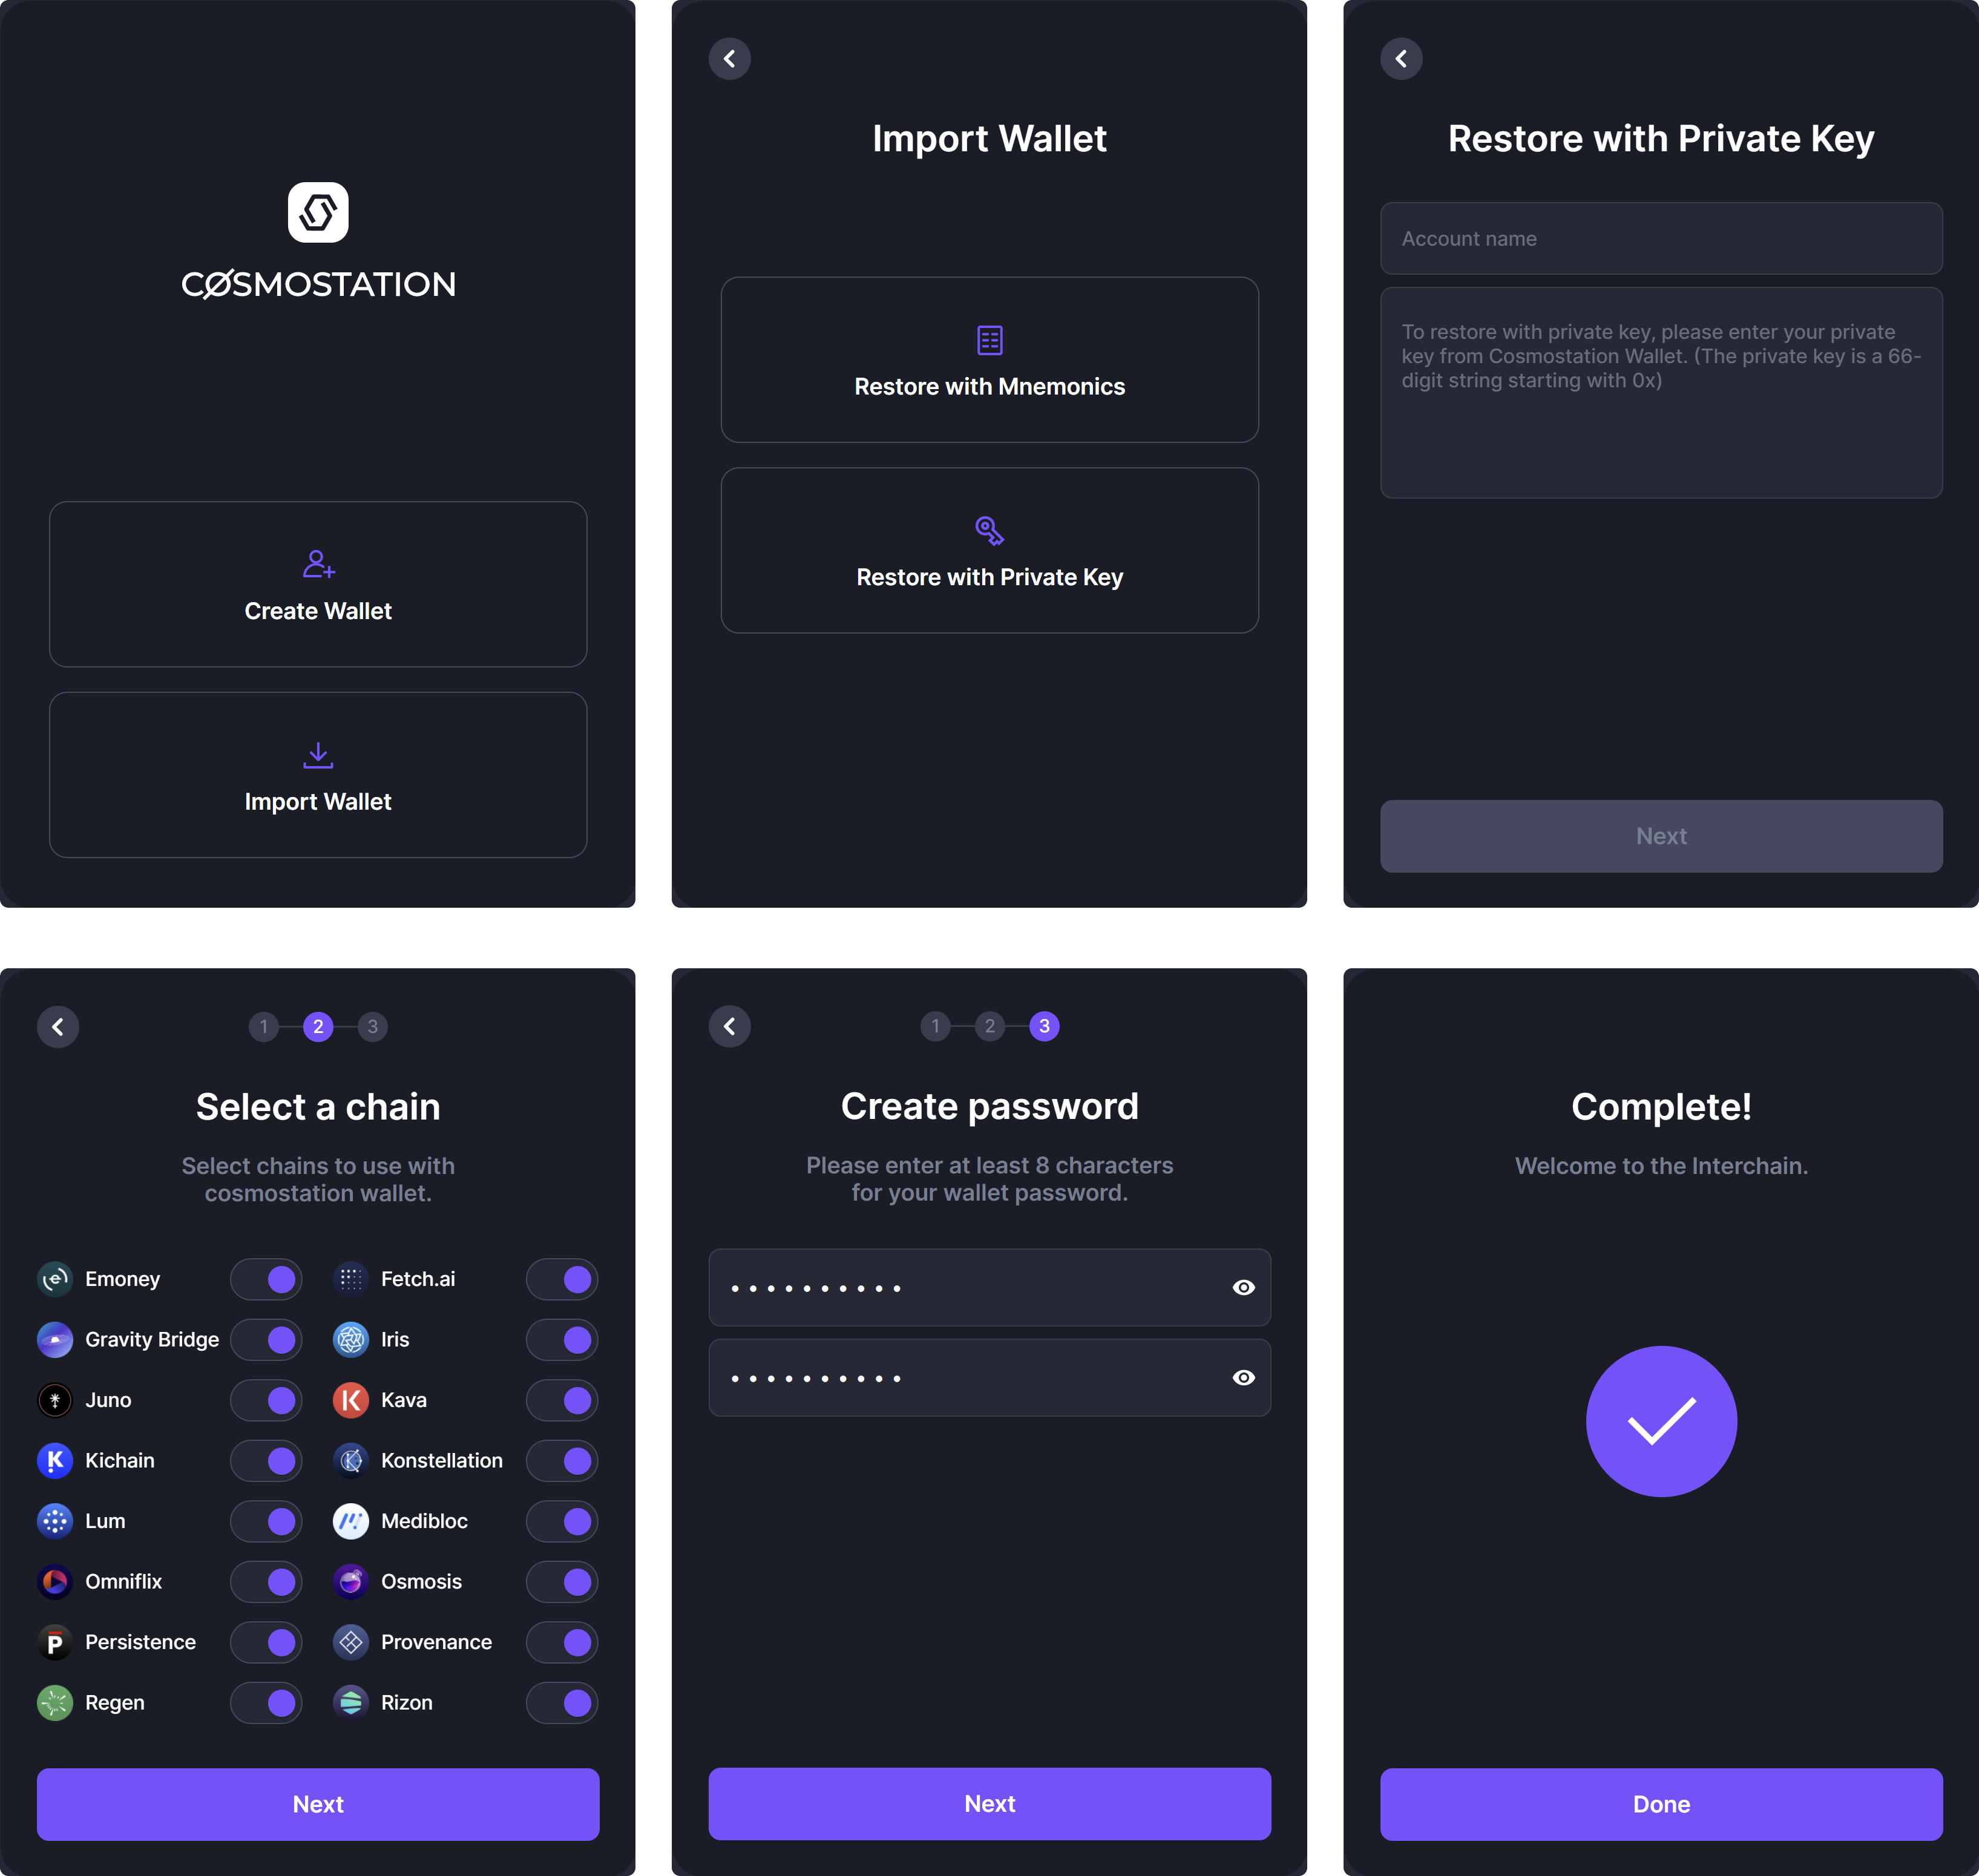 CØSMOSTATION
Create Wallet
Import Wallet
Import Wallet
Restore with Mnemonics
Restore with Private Key
Restore with Private Key
Account name
To restore with private key, please enter your private
key from Cosmostation Wallet. (The private key is a 66-
digit string starting with 0x)
Next
1 2 3
Select a chain
Select chains to use with
cosmostation wallet.
Emoney Fetch.ai
Gravity Bridge Iris
Juno Kava
Kichain Konstellation
Lum Medibloc
Omniflix Osmosis
Persistence Provenance
Regen Rizon
Next
1 2 3
Create password
Please enter at least 8 characters
for your wallet password.
Next
Complete!
Welcome to the Interchain.
Done